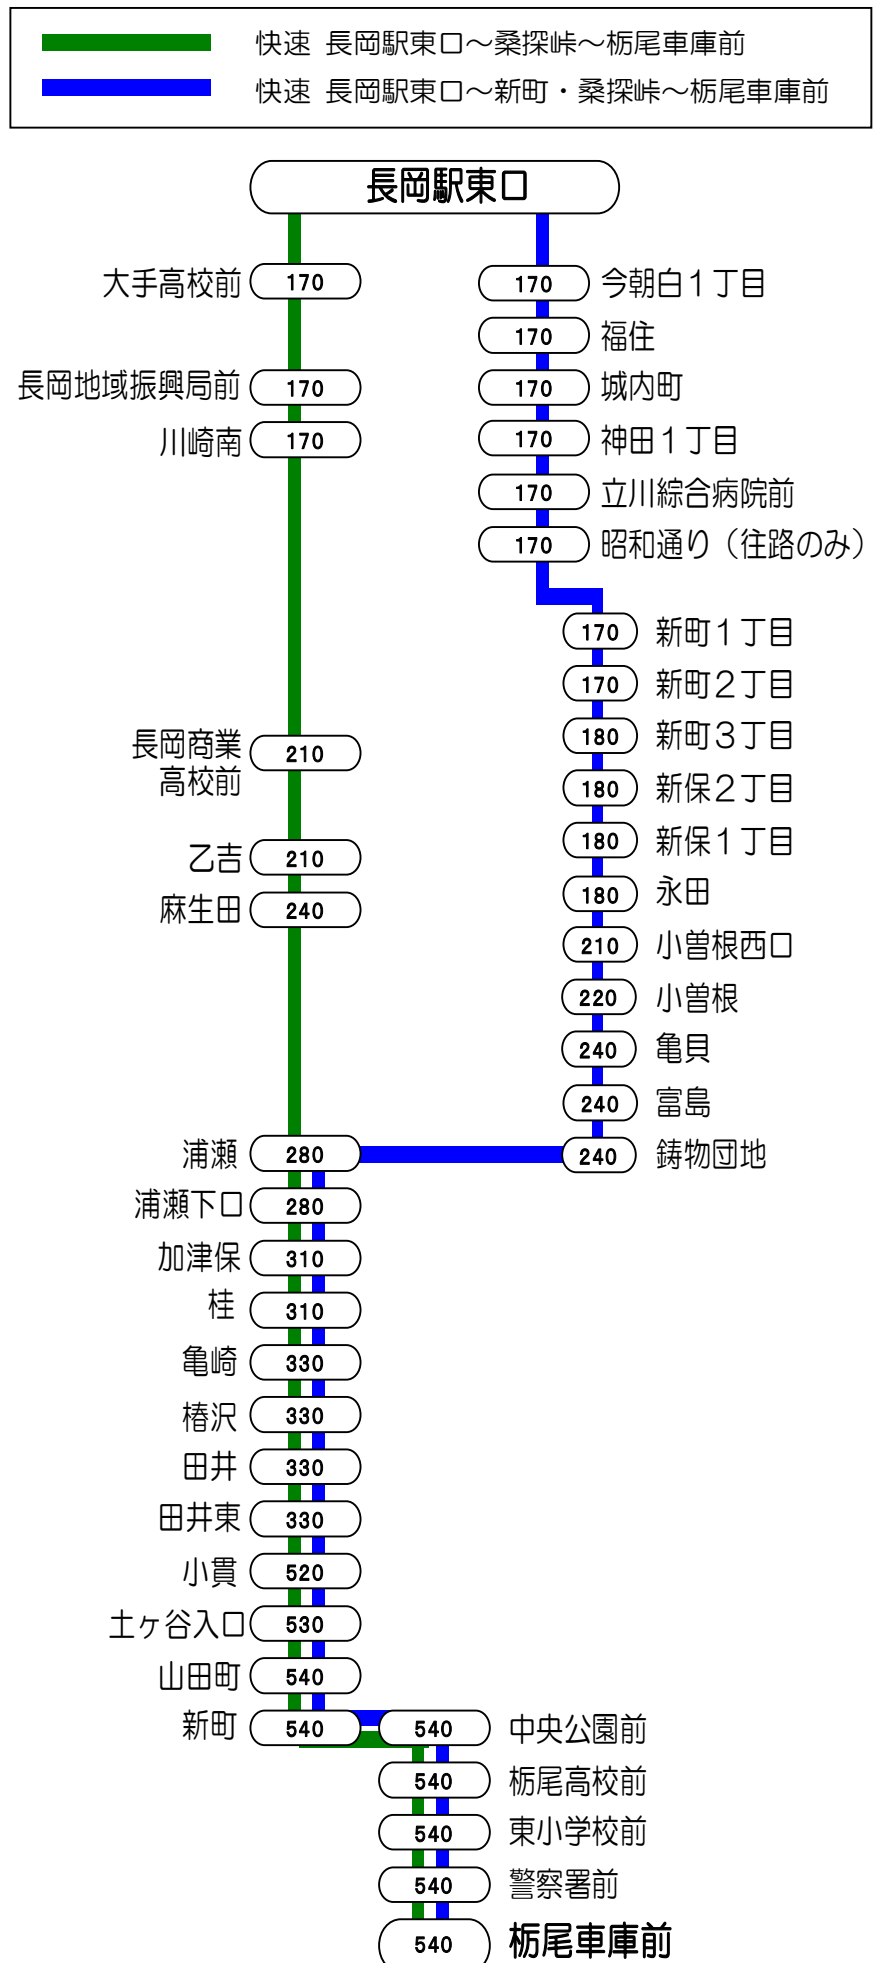 快速 長岡駅東口～桑探峠～栃尾車庫前
快速 長岡駅東口～新町・桑探峠～栃尾車庫前
長岡駅東口
大手高校前 170
長岡地域振興局前 170
川崎南 170
長岡商業
高校前
210
乙吉 210
麻生田 240
170 今朝白１丁目
170 福住
170 城内町
170 神田１丁目
170 立川綜合病院前
170 昭和通り（往路のみ）
170 新町１丁目
170 新町２丁目
180 新町３丁目
180 新保２丁目
180 新保１丁目
180 永田
210 小曽根西口
220 小曽根
240 亀貝
240 富島
240 鋳物団地
浦瀬 280
浦瀬下口 280
加津保 310
桂 310
亀崎 330
椿沢 330
田井 330
田井東 330
小貫 520
土ヶ谷入口 530
山田町 540
新町 540
540 中央公園前
540 栃尾高校前
540 東小学校前
540 警察署前
540 栃尾車庫前